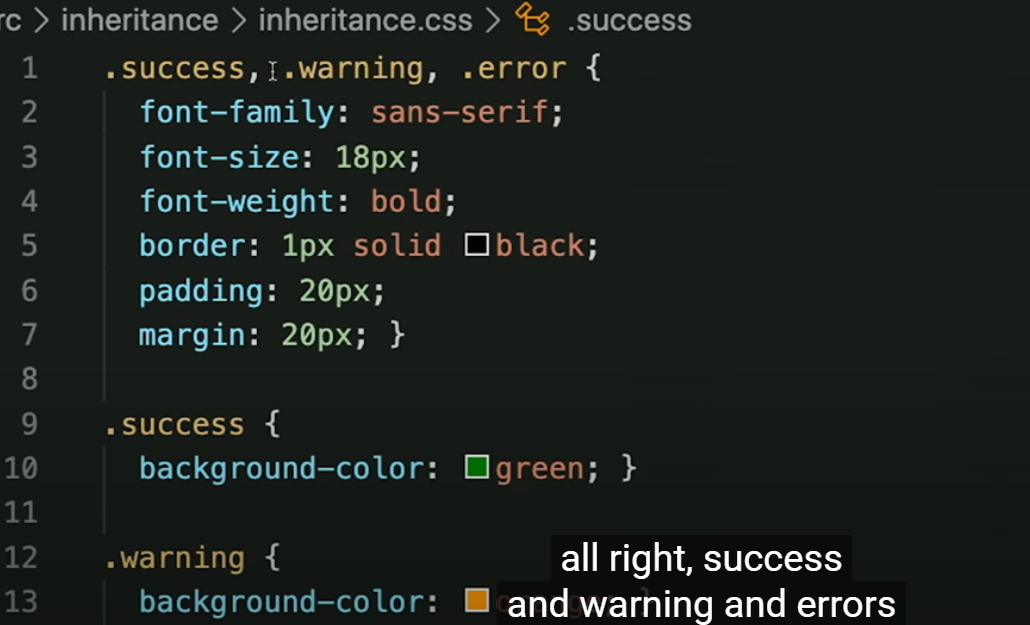 rc > inheritance > inheritance.css > .success
1 .success, .warning, .error {
2 font-family: sans-serif;
3 font-size: 18px;
4 font-weight: bold;
5 border: 1px solid black;
6 padding: 20px;
7 margin: 20px; }
8
9 .success {
10 background-color: green; }
11
12 .warning {
13 background-color:
all right, success
and warning and errors